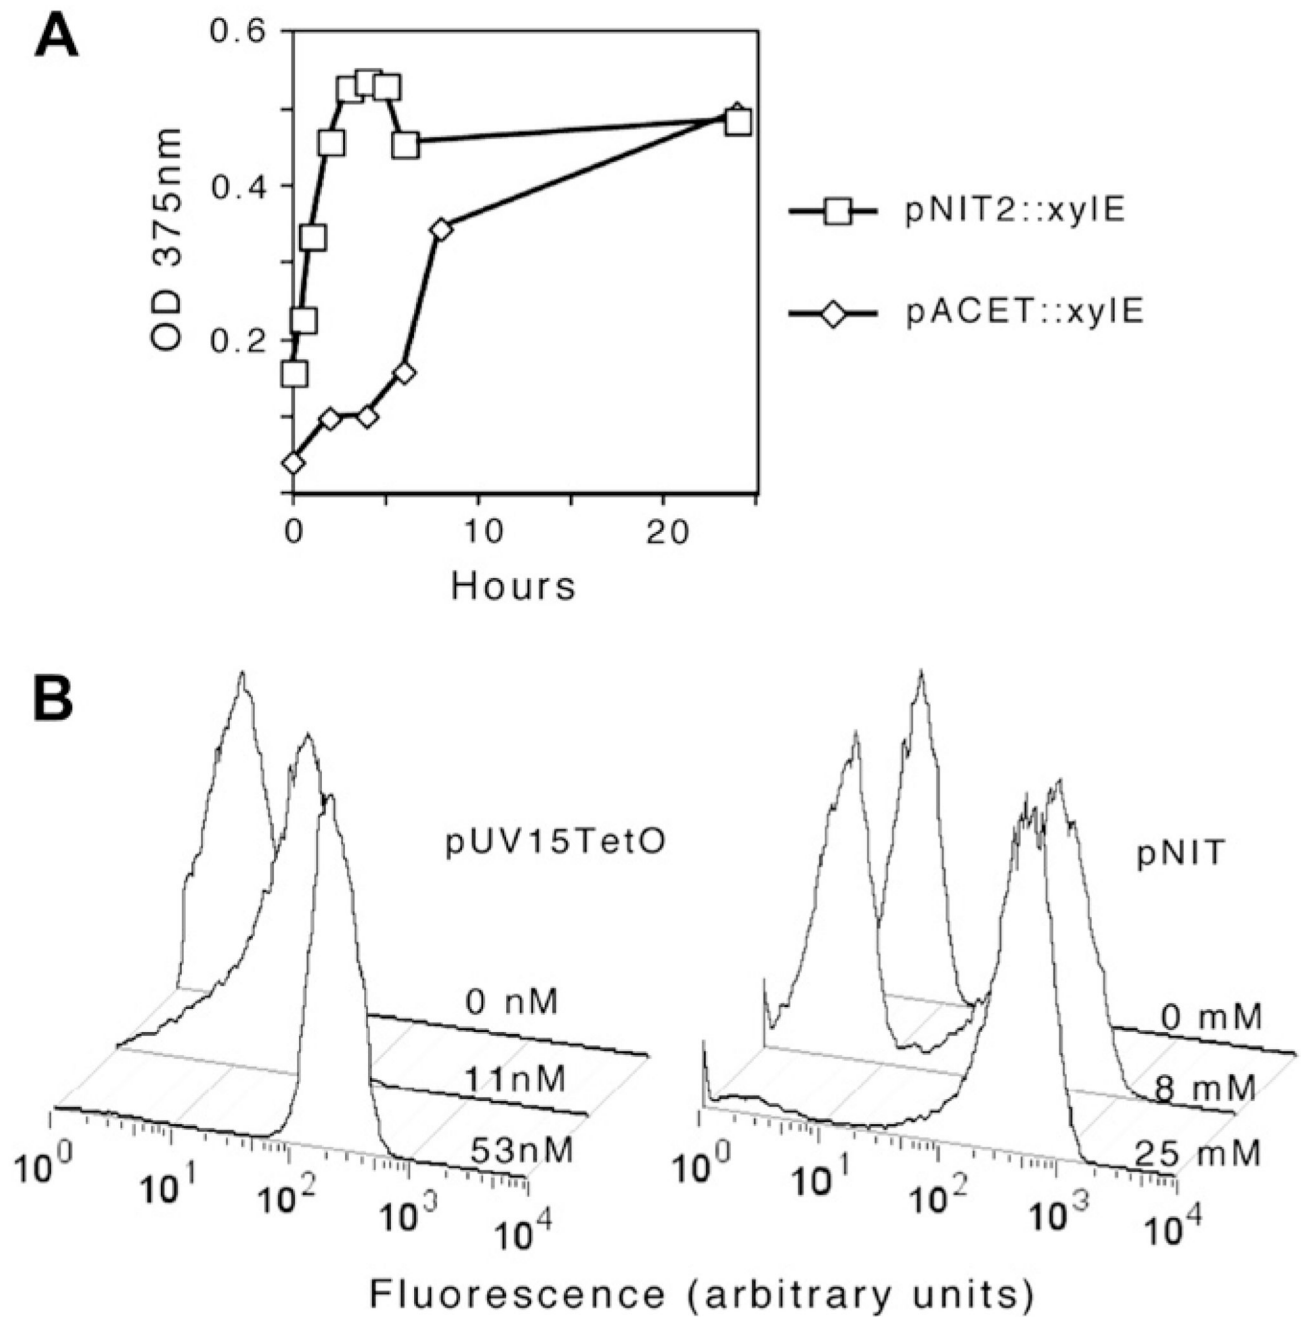 A
0.6
0.4
0.2
OD 375nm
0 10 20
Hours
pNIT2::xylE
pACET::xylE
B
pUV15TetO
0 nM
11nM
53nM
10^0 10^1 10^2 10^3 10^4
pNIT
0 mM
8 mM
25 mM
10^0 10^1 10^2 10^3 10^4
Fluorescence (arbitrary units)